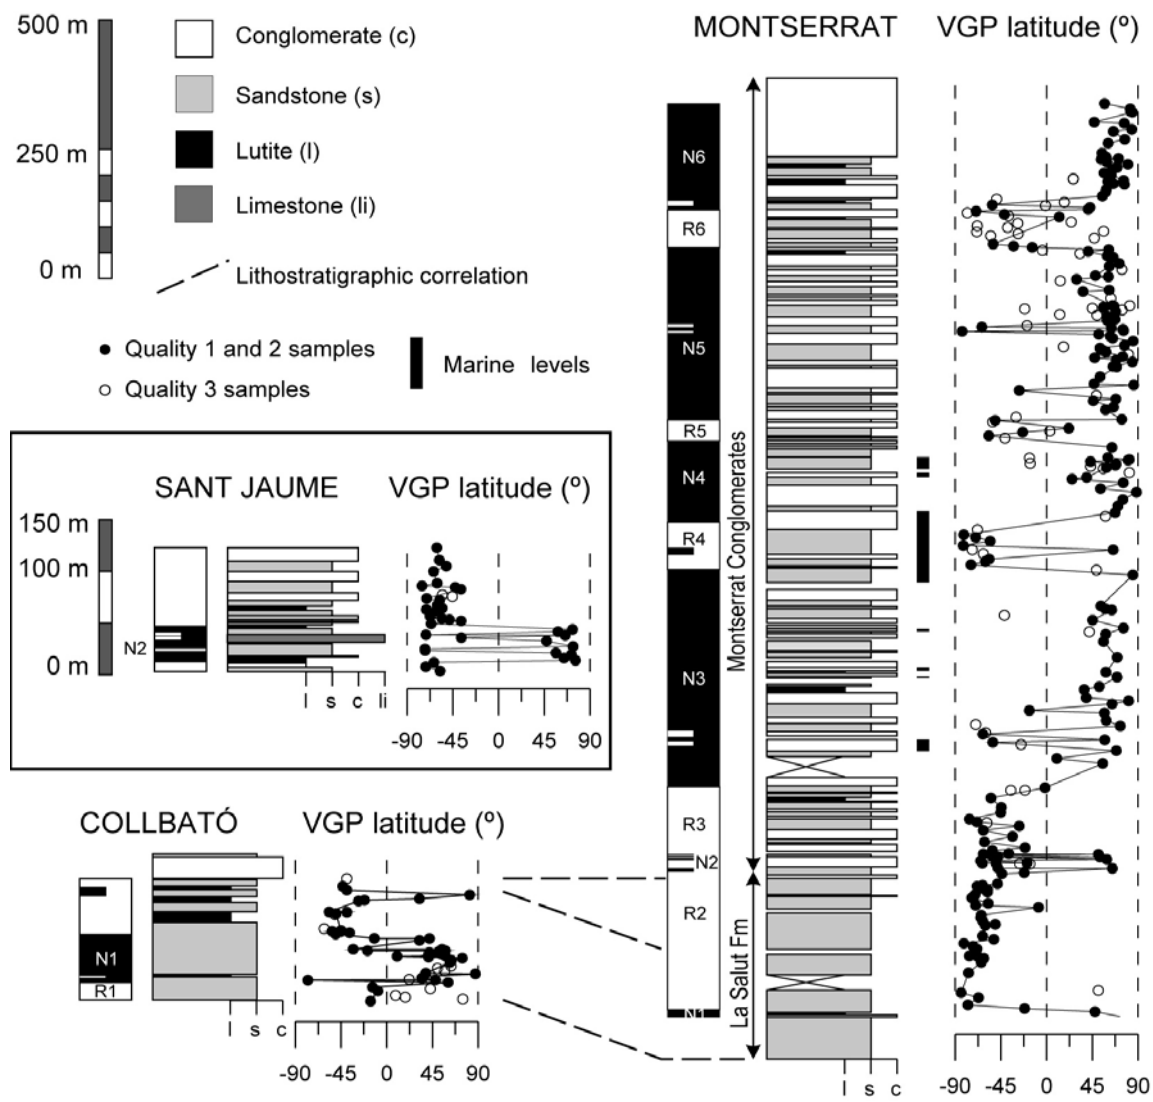 500 m
250 m
0 m
Conglomerate (c)
Sandstone (s)
Lutite (l)
Limestone (li)
Lithostratigraphic correlation
Quality 1 and 2 samples
Quality 3 samples
Marine levels
SANT JAUME
VGP latitude (º)
150 m
100 m
0 m
N2
l s c li
-90 -45 0 45 90
COLLBATÓ
VGP latitude (º)
N1
R1
l s c
-90 -45 0 45 90
MONTSERRAT
VGP latitude (º)
N6
R6
N5
R5
N4
R4
N3
R3
N2
R2
N1
Montserrat Conglomerates
La Salut Fm
l s c
-90 -45 0 45 90